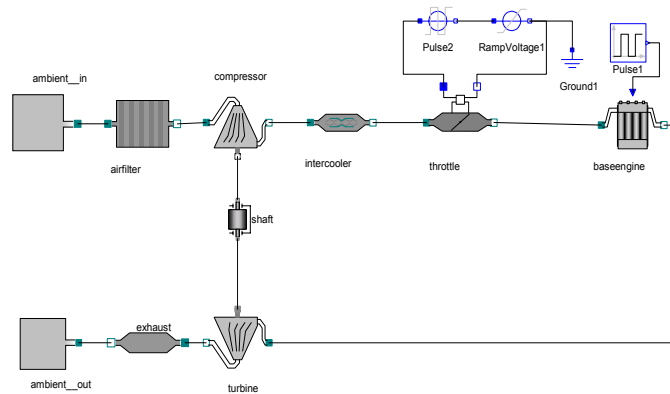 Pulse2
RampVoltage1
Pulse1
ambient__in
compressor
Ground1
airfilter
intercooler
throttle
baseengine
shaft
exhaust
ambient__out
turbine